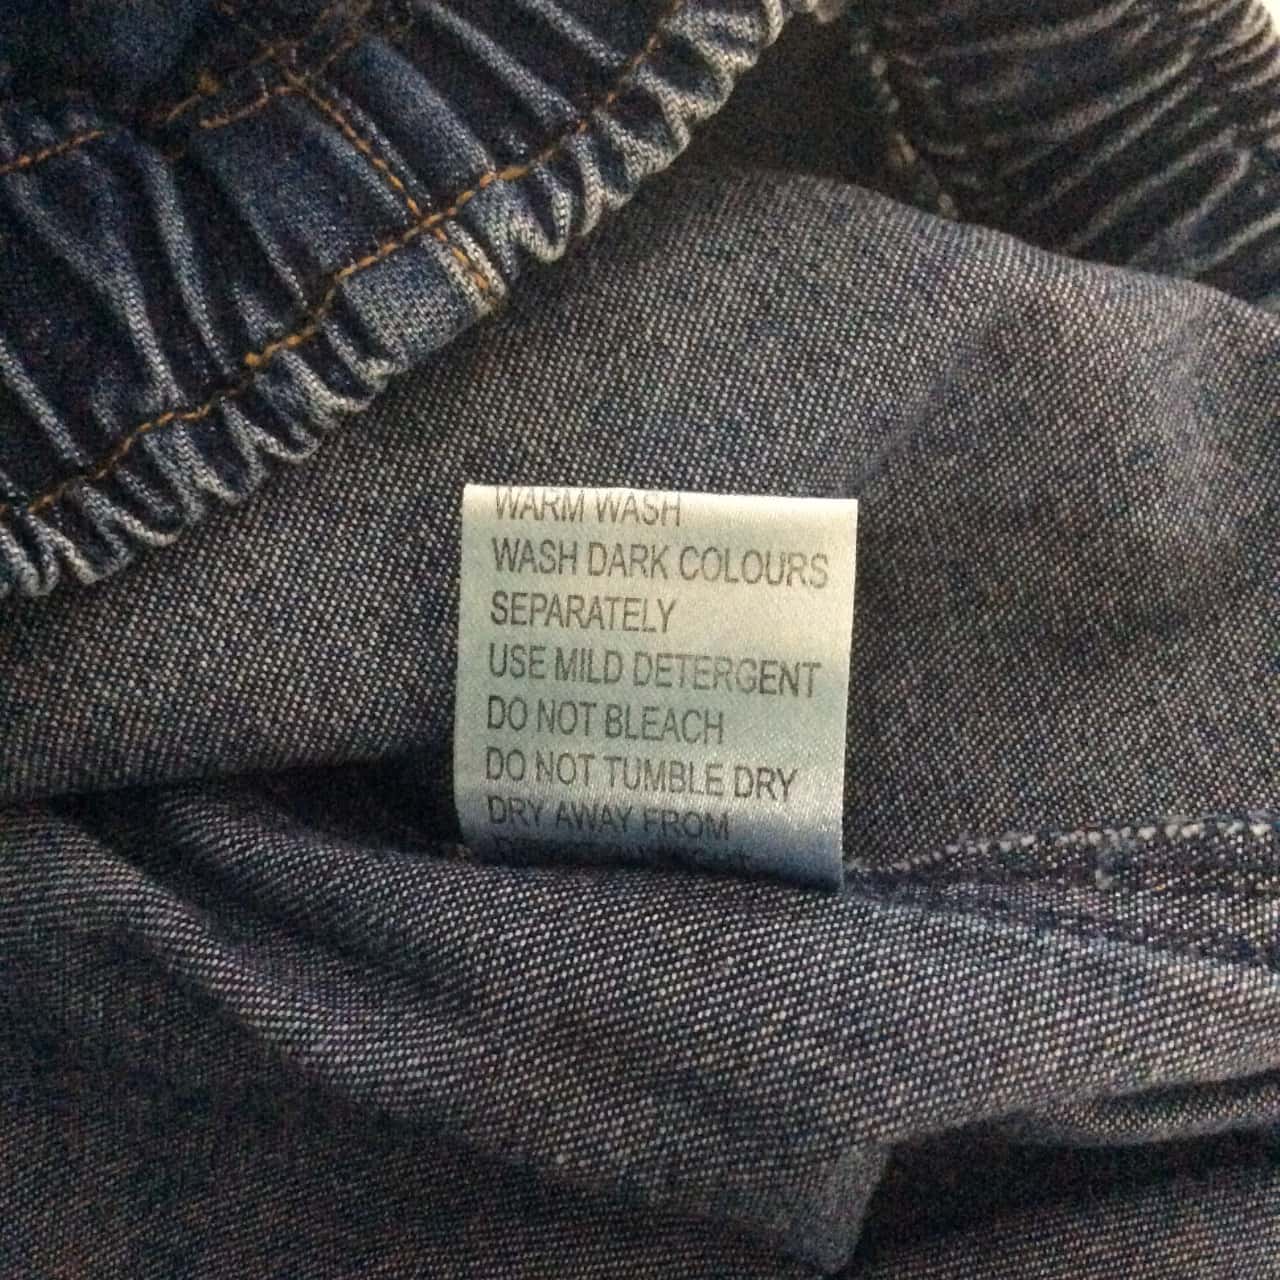 WARM WASH
WASH DARK COLOURS
SEPARATELY
USE MILD DETERGENT
DO NOT BLEACH
DO NOT TUMBLE DRY
DRY AWAY FROM